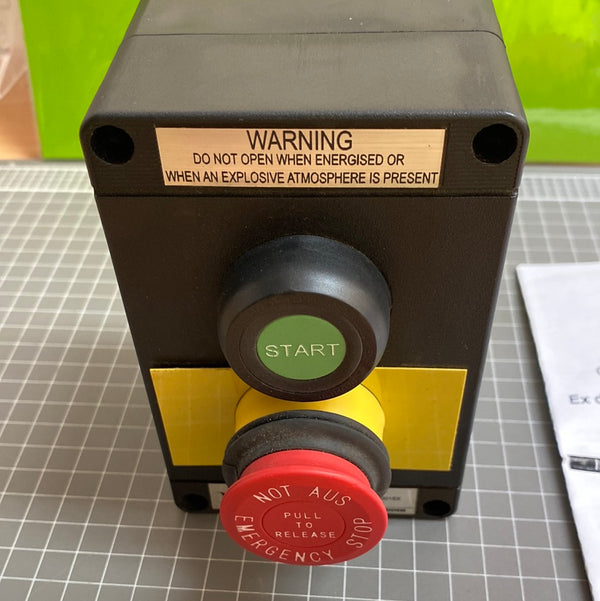 WARNING
DO NOT OPEN WHEN ENERGISED OR
WHEN AN EXPLOSIVE ATMOSPHERE IS PRESENT
START
NOT AUS
PULL
TO
RELEASE
EMERGENCY STOP
Ex